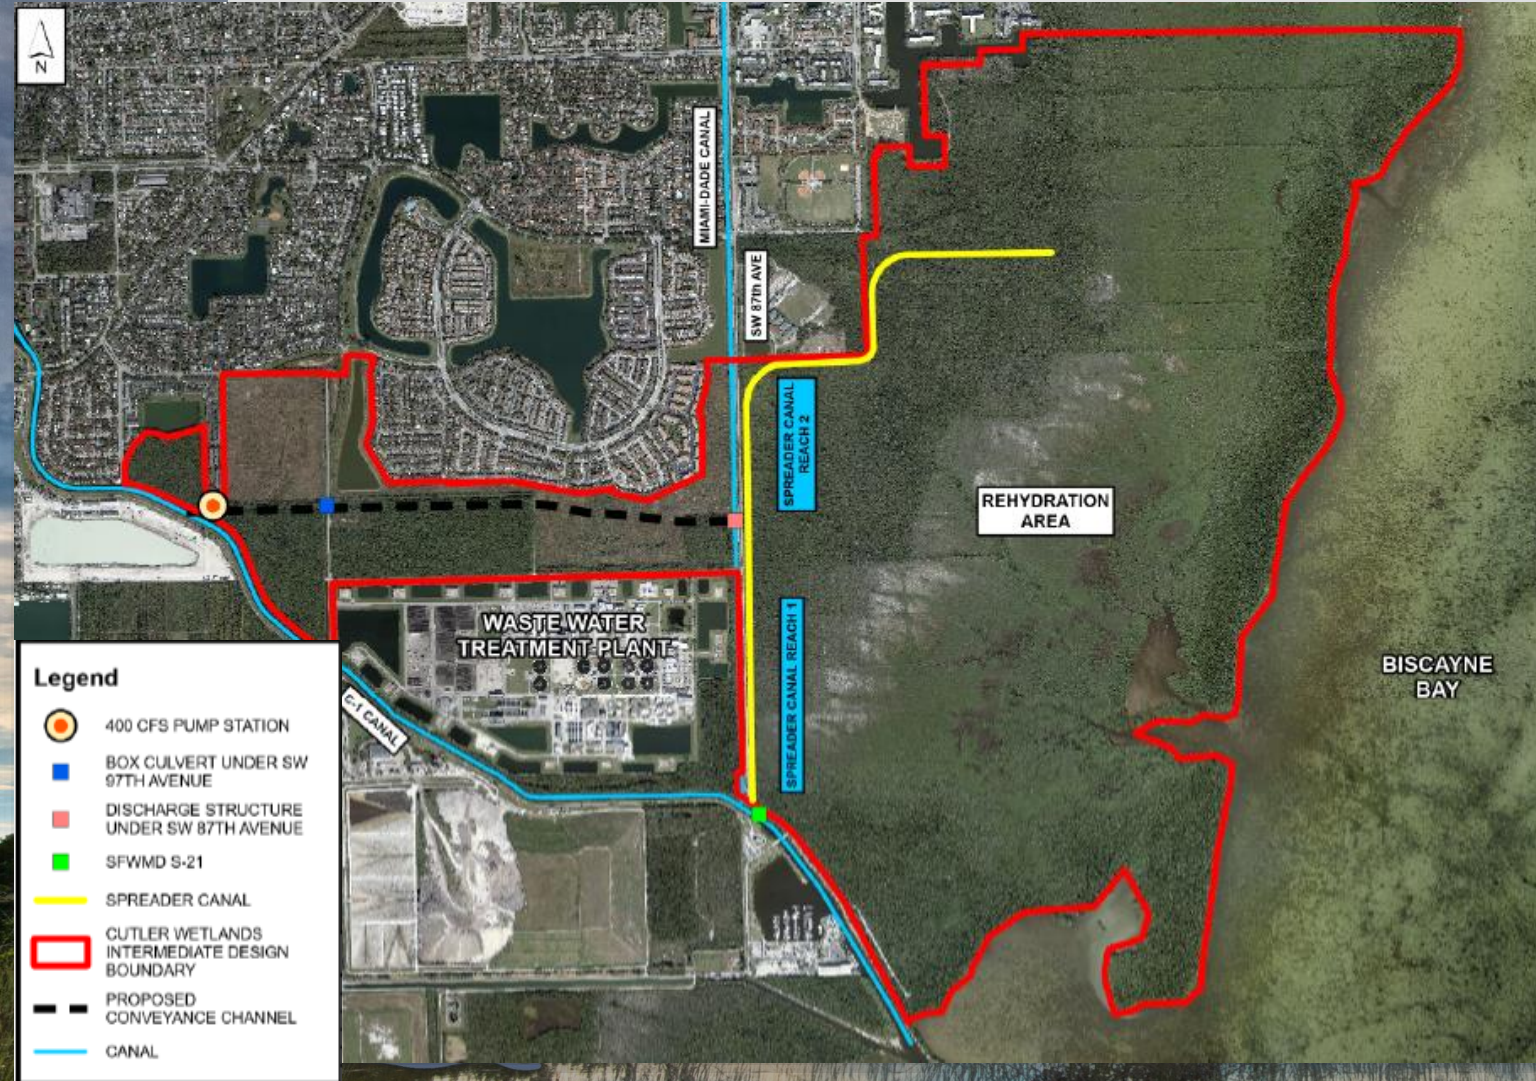 N
MIAMI-DADE CANAL
SW 87th AVE
SPREADER CANAL
REACH 2
REHYDRATION
AREA
WASTE WATER
TREATMENT PLANT
SPREADER CANAL REACH 1
BISCAYNE
BAY
C-1 CANAL
Legend
400 CFS PUMP STATION
BOX CULVERT UNDER SW
97TH AVENUE
DISCHARGE STRUCTURE
UNDER SW 87TH AVENUE
SFWMD S-21
SPREADER CANAL
CUTLER WETLANDS
INTERMEDIATE DESIGN
BOUNDARY
PROPOSED
CONVEYANCE CHANNEL
CANAL